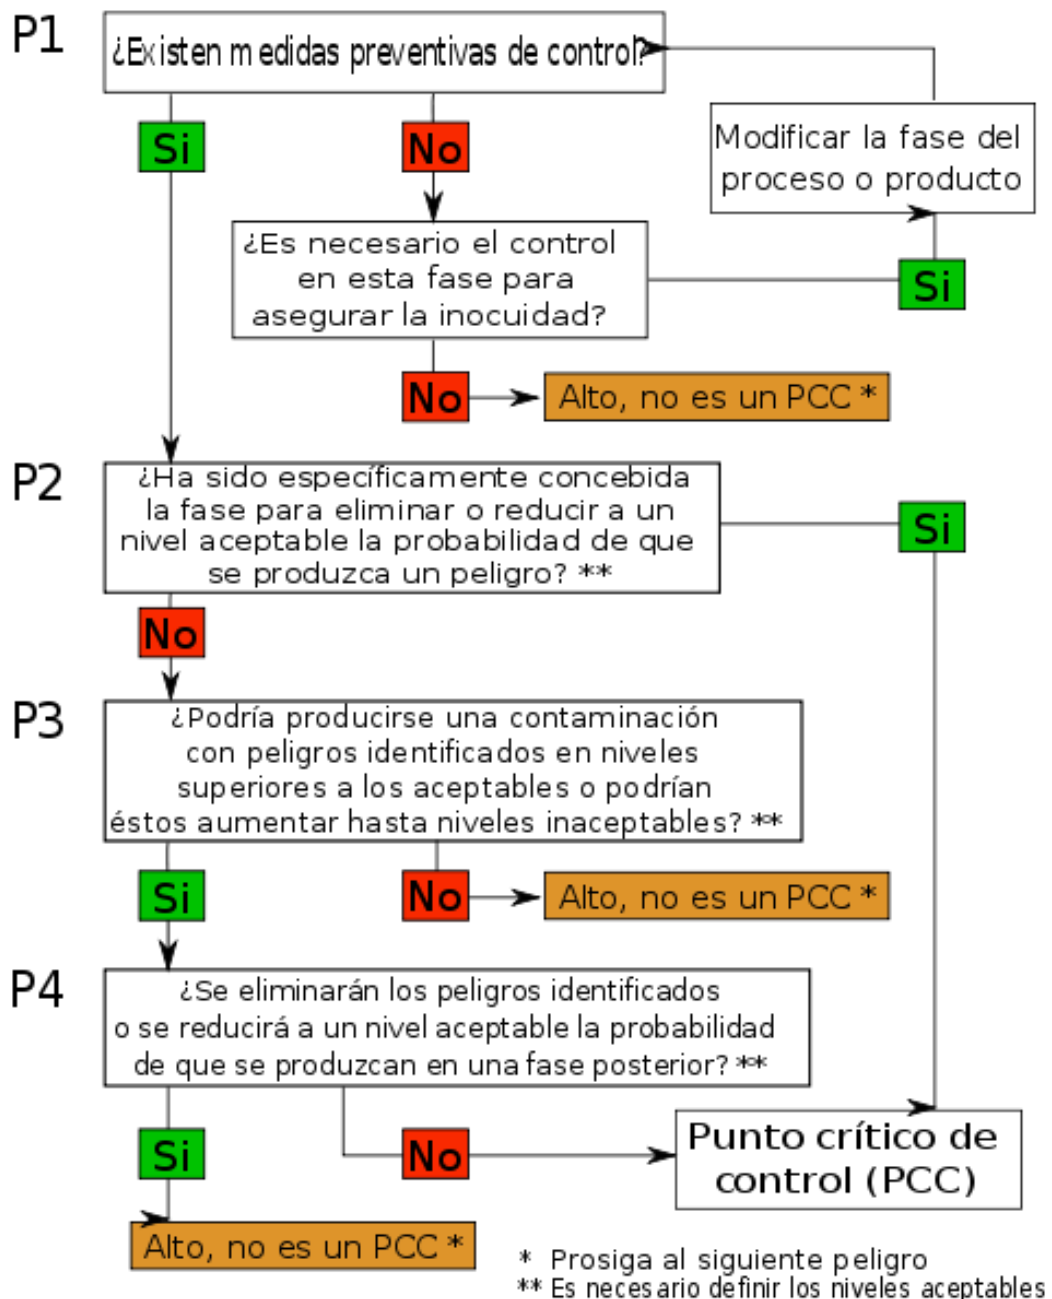 P1
¿Existen medidas preventivas de control?
Si
No
Modificar la fase del
proceso o producto
¿Es necesario el control
en esta fase para
asegurar la inocuidad?
Si
No
Alto, no es un PCC *
P2
¿Ha sido específicamente concebida
la fase para eliminar o reducir a un
nivel aceptable la probabilidad de que
se produzca un peligro? **
Si
No
P3
¿Podría producirse una contaminación
con peligros identificados en niveles
superiores a los aceptables o podrían
éstos aumentar hasta niveles inaceptables? **
Si
No
Alto, no es un PCC *
P4
¿Se eliminarán los peligros identificados
o se reducirá a un nivel aceptable la probabilidad
de que se produzcan en una fase posterior? **
Si
No
Punto crítico de
control (PCC)
Alto, no es un PCC *
* Prosiga al siguiente peligro
** Es necesario definir los niveles aceptables